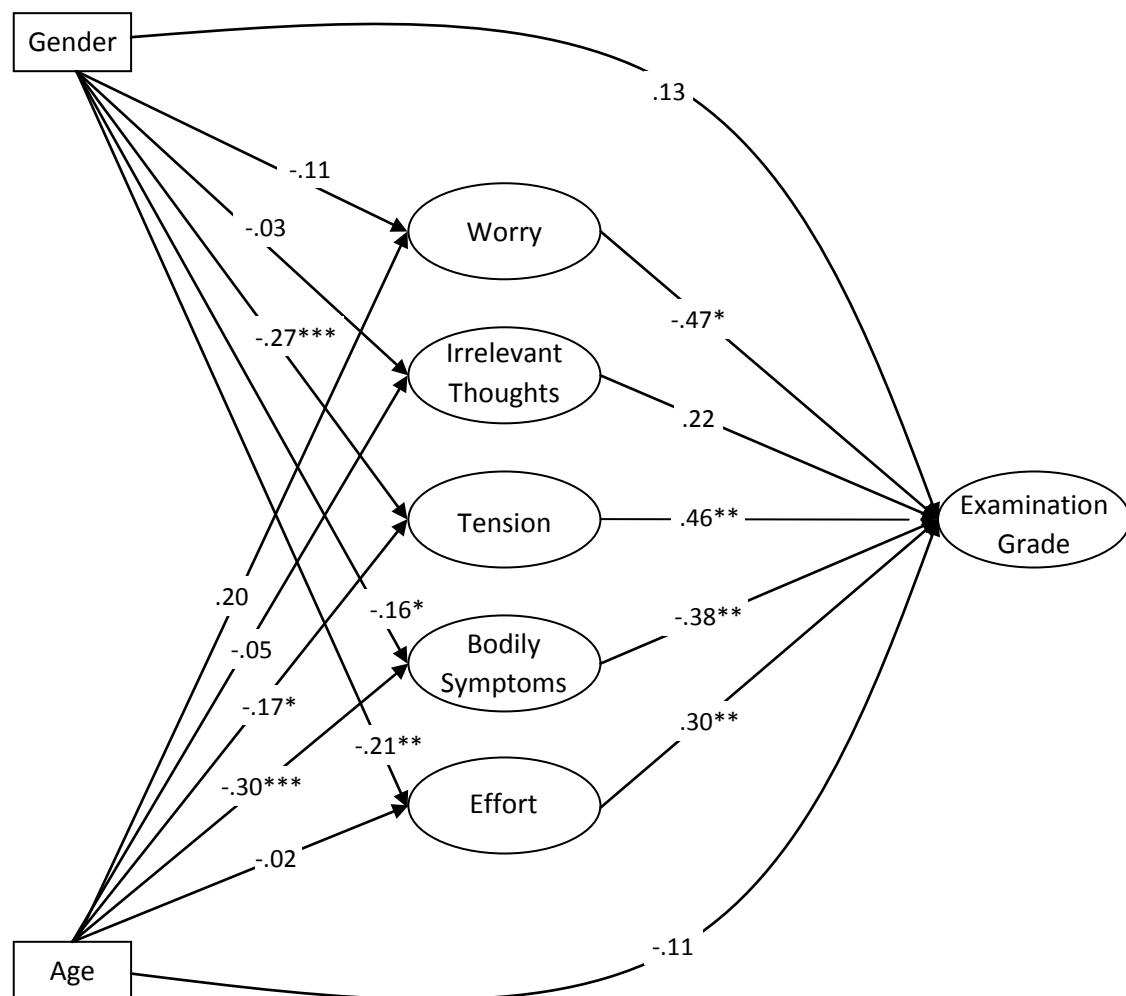 Gender
.13
-.11
-.03
Worry
-.47*
-.27***
Irrelevant
Thoughts
.22
Tension
.46**
Examination
Grade
.20
-.16*
-.38**
-.05
Bodily
Symptoms
-.17*
.30**
-.21**
-.30***
Effort
-.02
-.11
Age